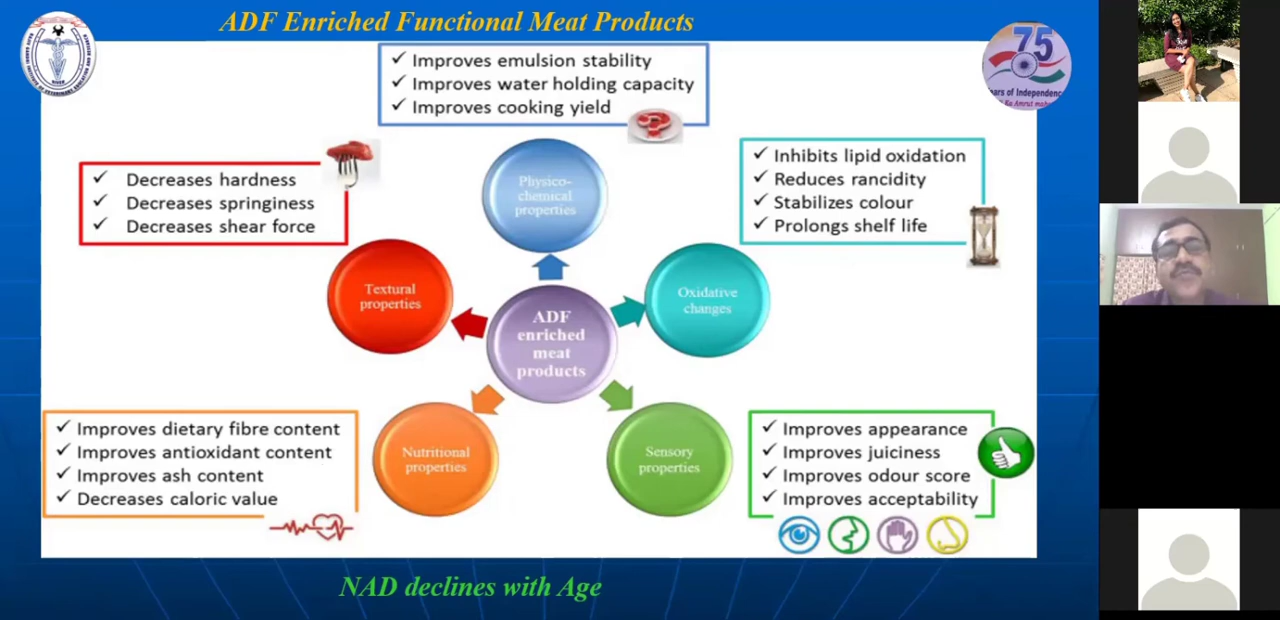 ADF Enriched Functional Meat Products
75
ears of Independenc
✓ Improves emulsion stability
✓ Improves water holding capacity
✓ Improves cooking yield
✓ Decreases hardness
✓ Decreases springiness
✓ Decreases shear force
✓ Inhibits lipid oxidation
✓ Reduces rancidity
✓ Stabilizes colour
✓ Prolongs shelf life
Physico-
chemical
properties
Textural
properties
Oxidative
changes
ADF
enriched
meat
products
Nutritional
properties
Sensory
properties
✓ Improves dietary fibre content
✓ Improves antioxidant content
✓ Improves ash content
✓ Decreases caloric value
✓ Improves appearance
✓ Improves juiciness
✓ Improves odour score
✓ Improves acceptability
NAD declines with Age